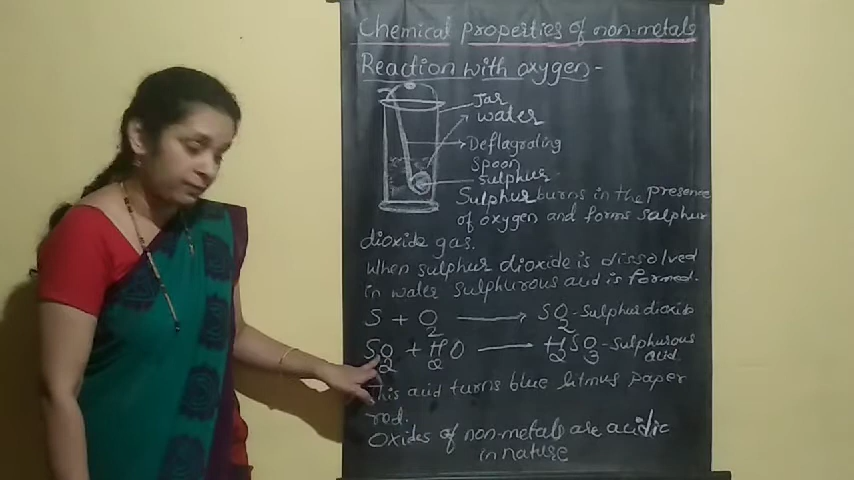 Chemical properties of non-metals
Reaction with oxygen-
Jar
water
Deflagrating
Spoon
sulphur
Sulphur burns in the presence
of oxygen and forms salphur
dioxide gas.
When sulphur dioxide is dissolved
in water sulphurous acid is formed.
S + O2 → SO2 - Sulphur dioxide
SO2 + H2O → H2SO3 - Sulphurous
acid
This acid turns blue litmus paper
red.
Oxides of non-metals are acidic
in nature